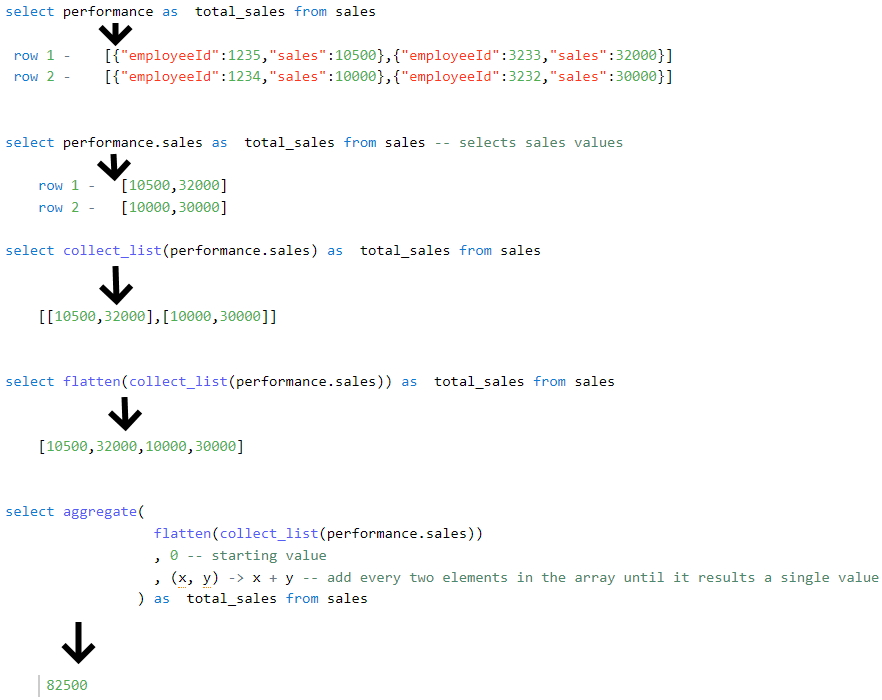 select performance as  total_sales from sales
row 1 -    [{"employeeId":1235,"sales":10500},{"employeeId":3233,"sales":32000}]
row 2 -    [{"employeeId":1234,"sales":10000},{"employeeId":3232,"sales":30000}]
select performance.sales as  total_sales from sales -- selects sales values
row 1 -   [10500,32000]
row 2 -   [10000,30000]
select collect_list(performance.sales) as  total_sales from sales
[[10500,32000],[10000,30000]]
select flatten(collect_list(performance.sales)) as  total_sales from sales
[10500,32000,10000,30000]
select aggregate(
flatten(collect_list(performance.sales))
, 0 -- starting value
, (x, y) -> x + y -- add every two elements in the array until it results a single value
) as  total_sales from sales
82500